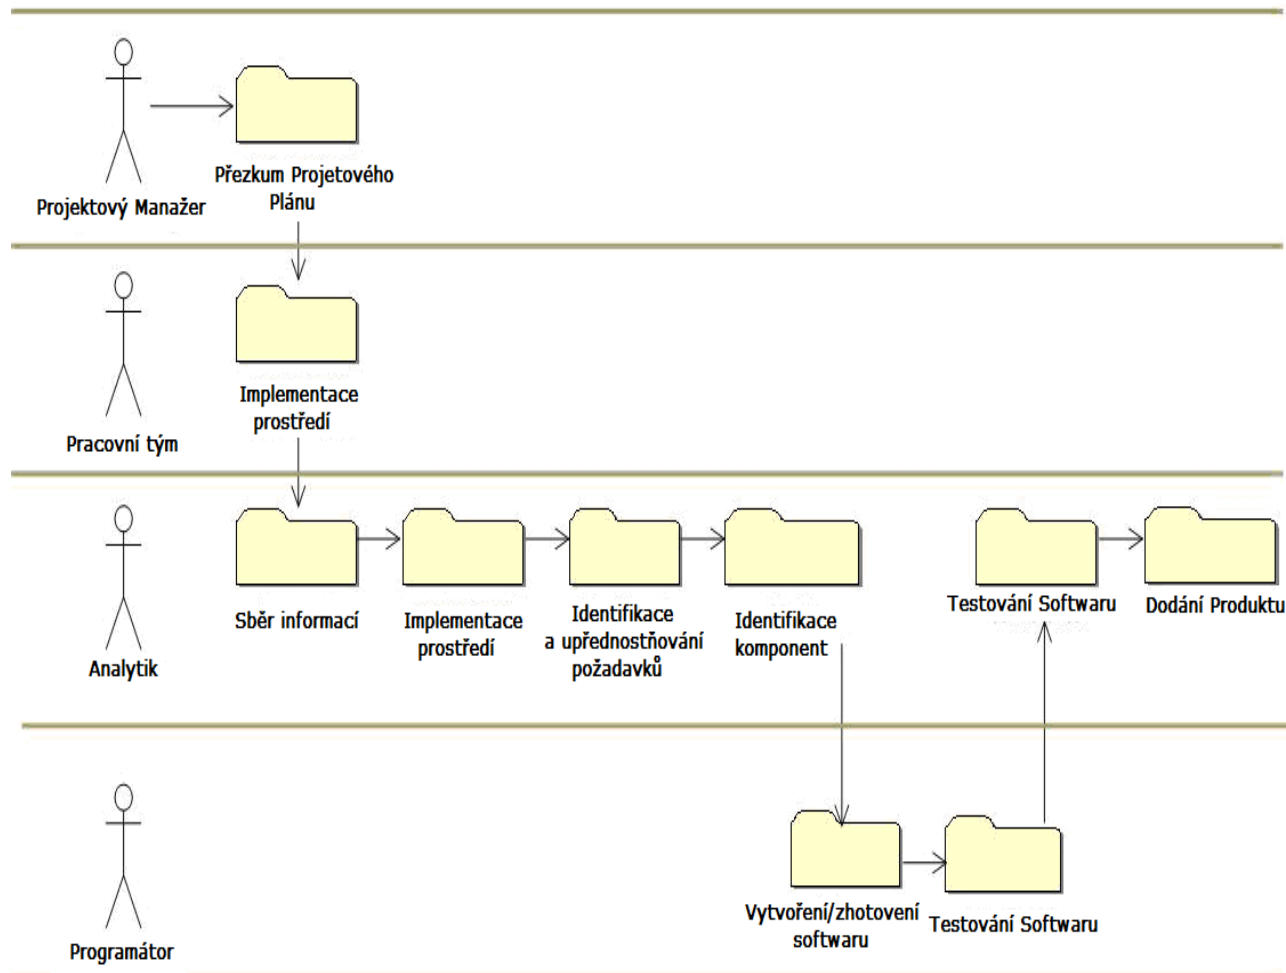 Přezkum Projetového
Plánu
Projektový Manažer
Implementace
prostředí
Pracovní tým
Sběr informací
Implementace
prostředí
Identifikace
a upřednostňování
požadavků
Identifikace
komponent
Testování Softwaru
Dodání Produktu
Analytik
Vytvoření/zhotovení
softwaru
Testování Softwaru
Programátor